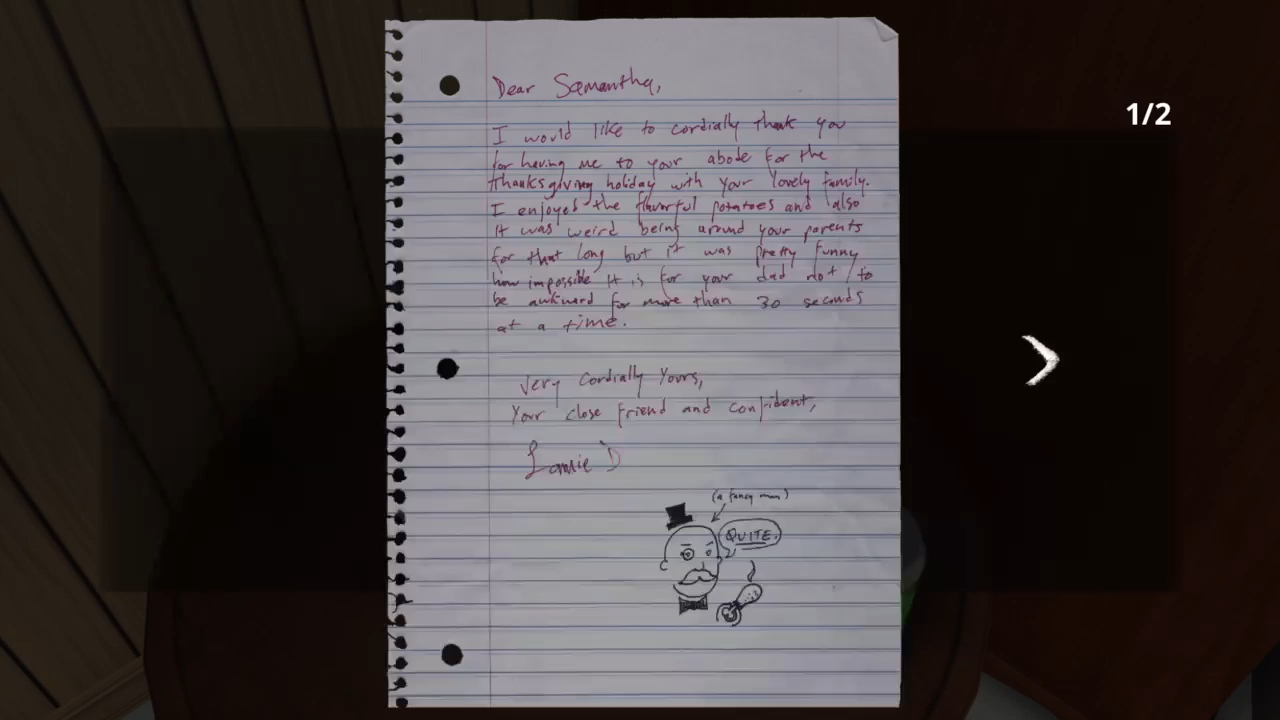 1/2
Dear Samantha,
I would like to cordially thank you
for having me to your abode for the
thanksgiving holiday with your lovely family.
I enjoyed the flavorful potatoes and also
it was weird being around your parents
for that long but it was pretty funny
how impossible it is for your dad not to
be awkward for more than 30 seconds
at a time.
Very Cordially Yours,
Your close friend and confident,
Lonnie D
(a fancy man)
QUITE.